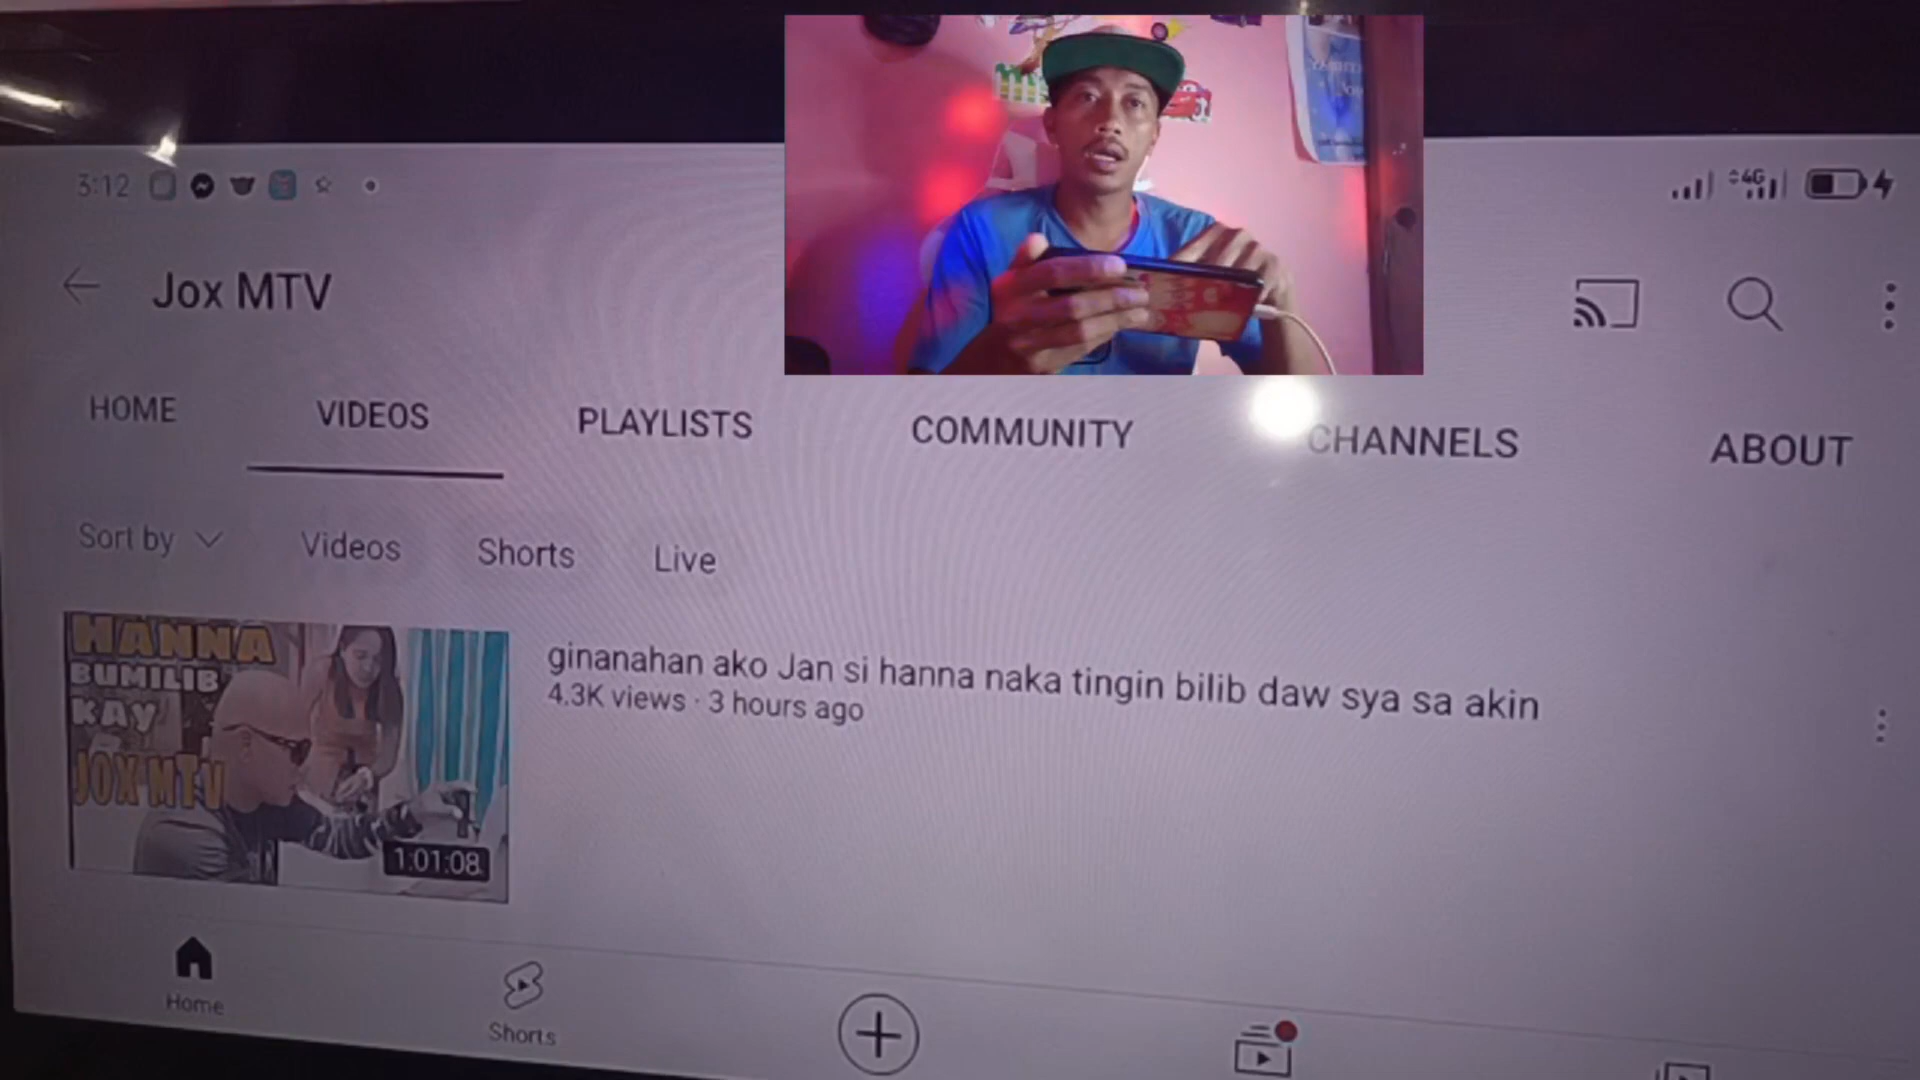 3:12
4G
Jox MTV
HOME VIDEOS PLAYLISTS COMMUNITY CHANNELS ABOUT
Sort by Videos Shorts Live
HANNA
BUMILIB
KAY
JOX MTV
1:01:08
ginanahan ako Jan si hanna naka tingin bilib daw sya sa akin
4.3K views · 3 hours ago
Home
Shorts